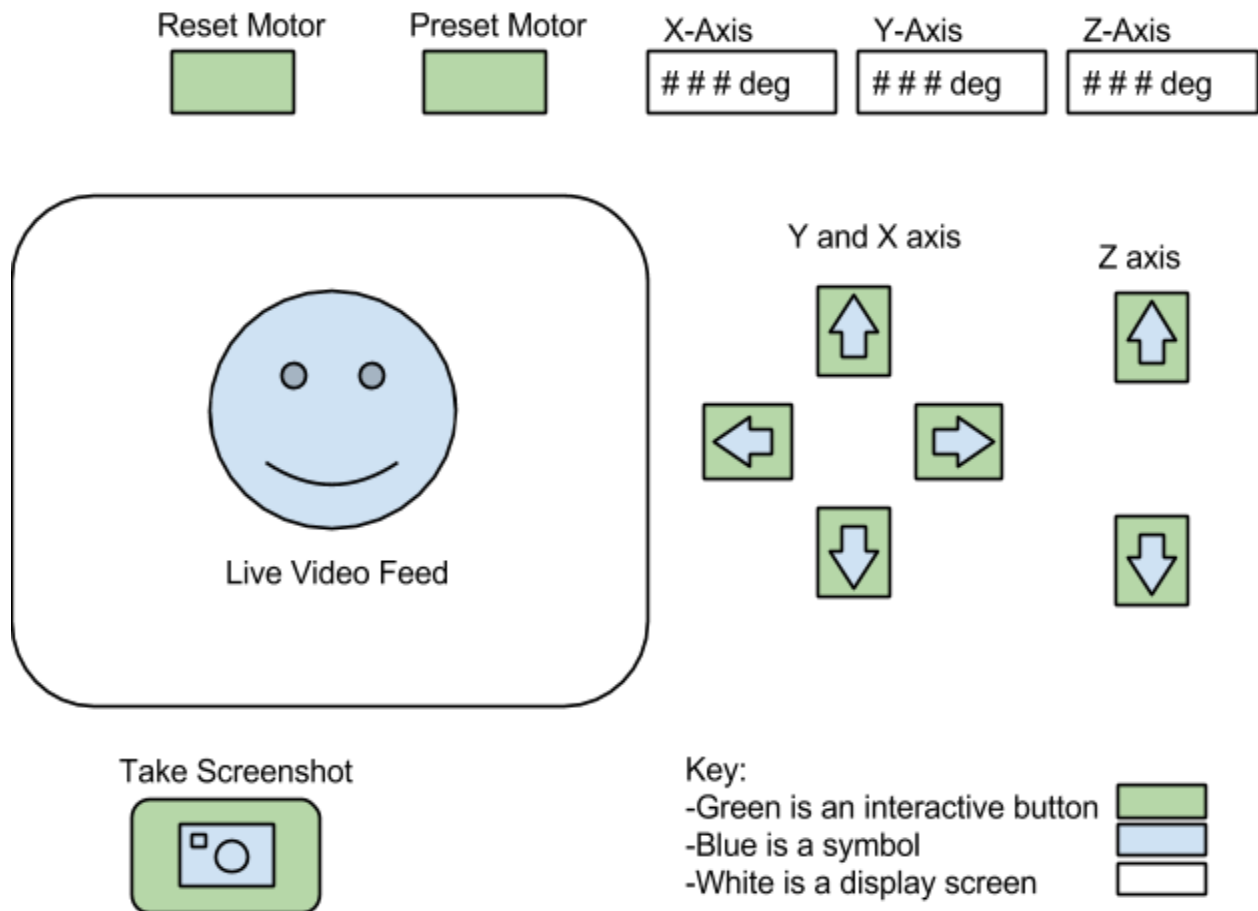 Reset Motor
Preset Motor
X-Axis
Y-Axis
Z-Axis
# # # deg
# # # deg
# # # deg
Y and X axis
Z axis
Live Video Feed
Take Screenshot
Key:
-Green is an interactive button
-Blue is a symbol
-White is a display screen